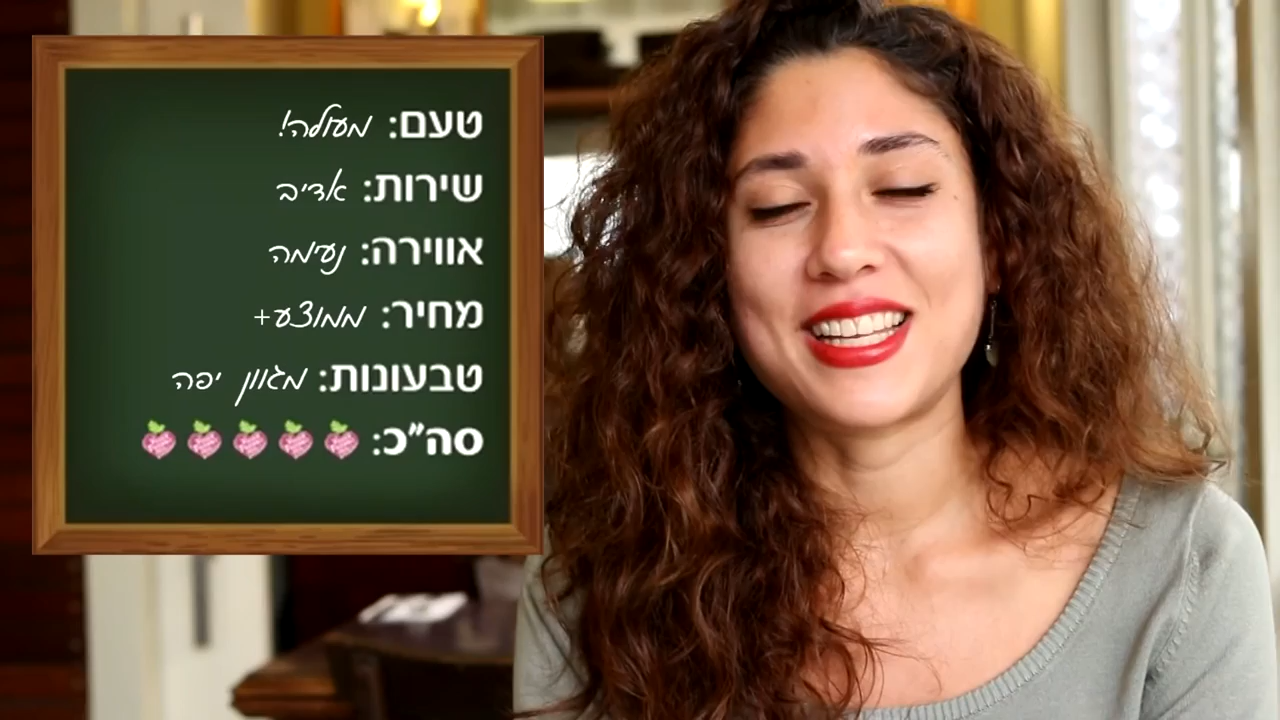 טעם: מעולה!
שירות: אדיב
אווירה: נעימה
מחיר: ממוצע+
טבעונות: מגוון יפה
סה"כ: